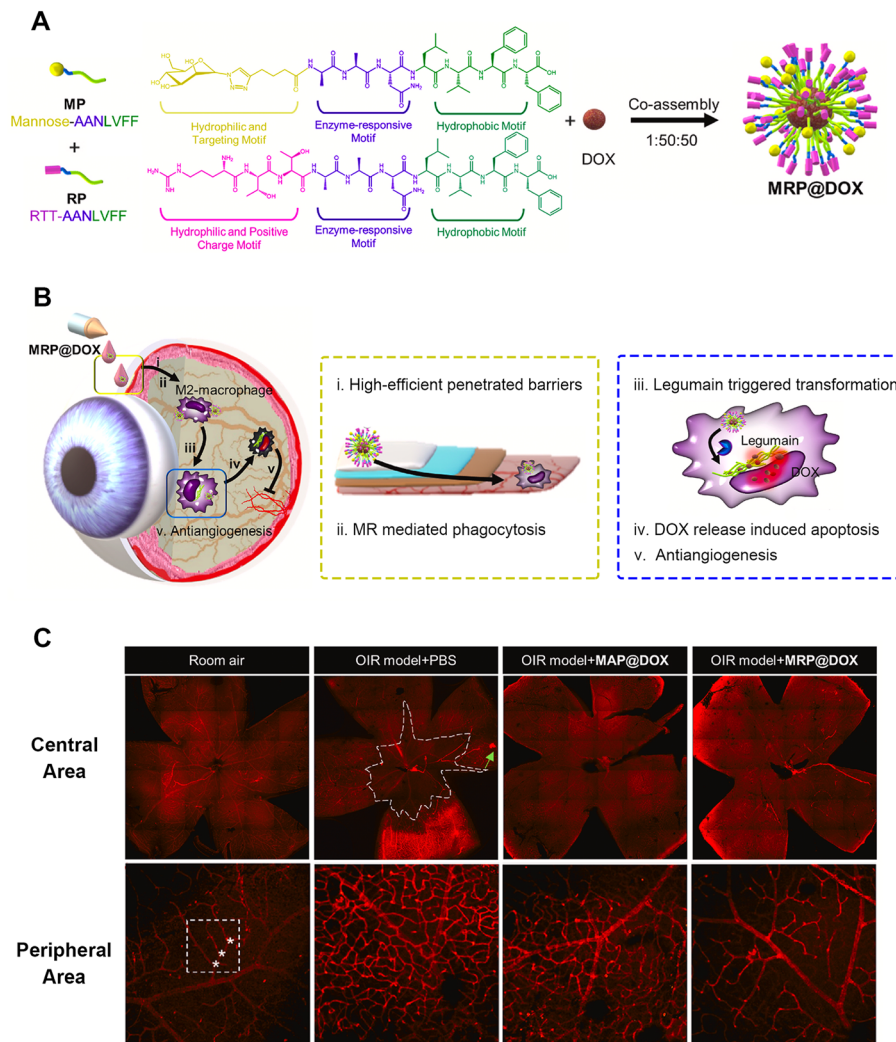 A
MP
Mannose-AANLVFF
+
RP
RTT-AANLVFF
Hydrophilic and
Targeting Motif
Enzyme-responsive
Motif
Hydrophobic Motif
Hydrophilic and Positive
Charge Motif
Enzyme-responsive
Motif
Hydrophobic Motif
+
DOX
Co-assembly
1:50:50
MRP@DOX
B
MRP@DOX
i
ii
M2-macrophage
iii
iv
v
v. Antiangiogenesis
i. High-efficient penetrated barriers
ii. MR mediated phagocytosis
iii. Legumain triggered transformation
Legumain
DOX
iv. DOX release induced apoptosis
v. Antiangiogenesis
C
Room air
OIR model+PBS
OIR model+MAP@DOX
OIR model+MRP@DOX
Central
Area
Peripheral
Area
* * *